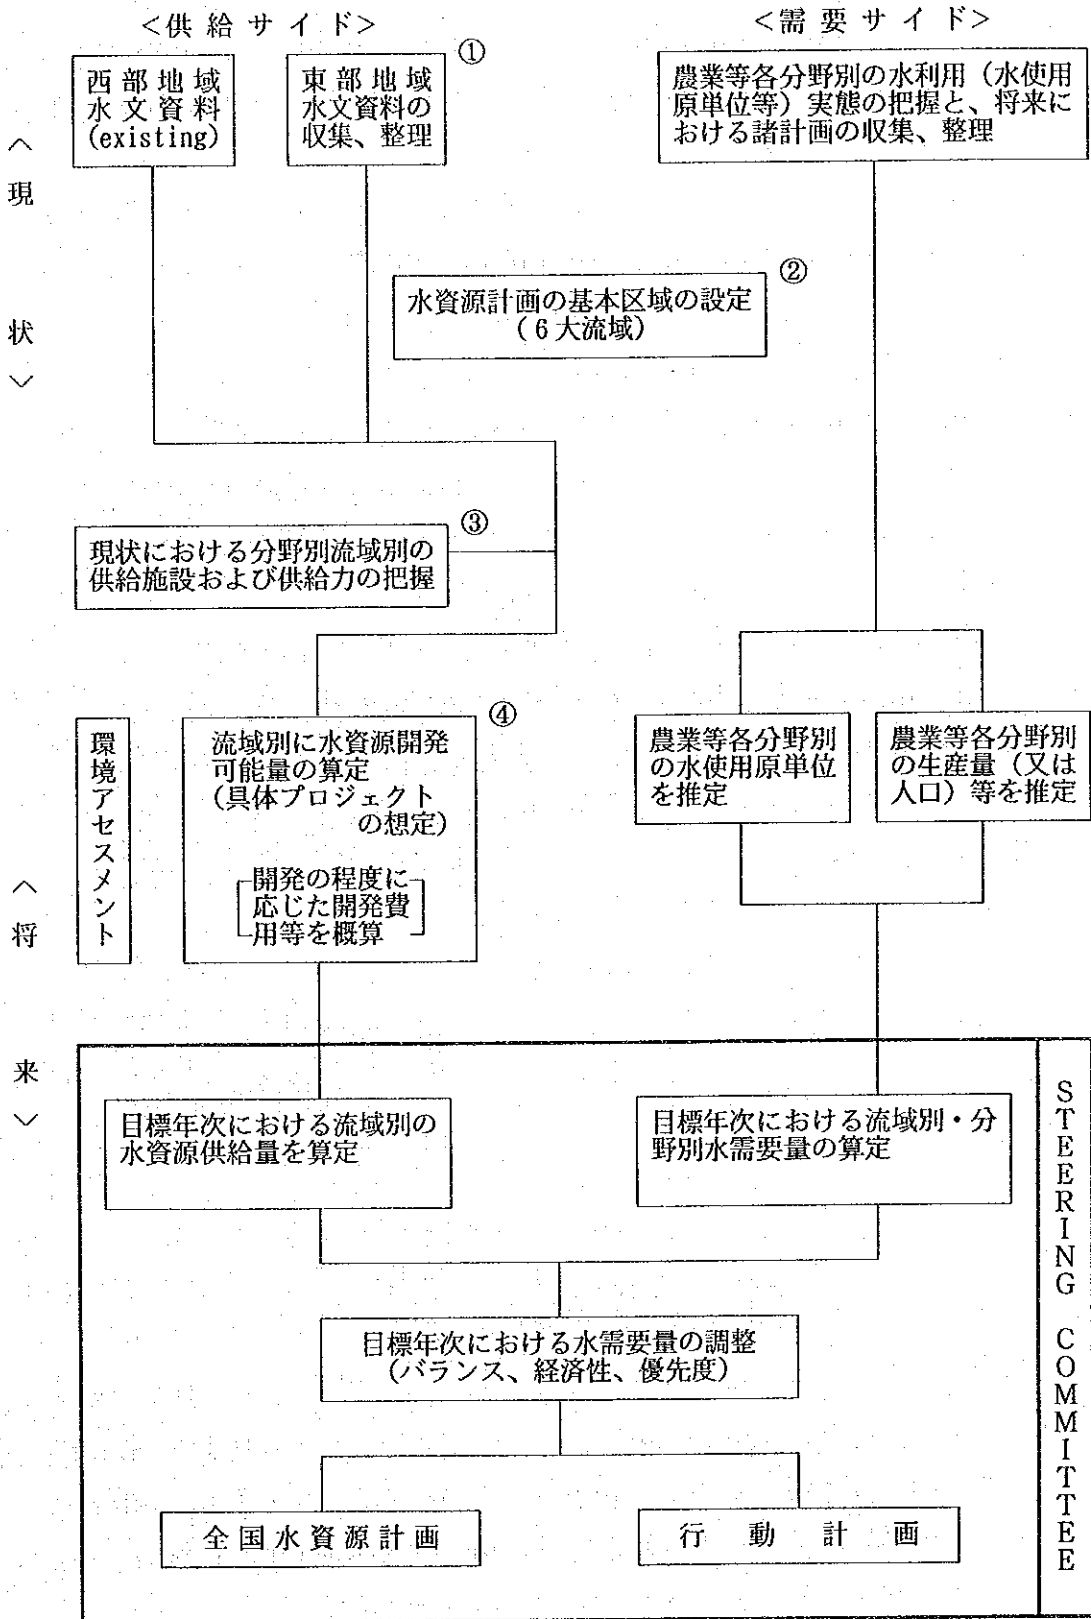 <供給サイド>
<需要サイド>
①
西部地域
水文資料
(existing)
東部地域
水文資料の
収集、整理
農業等各分野別の水利用（水使用
原単位等）実態の把握と、将来に
おける諸計画の収集、整理
<現状>
②
水資源計画の基本区域の設定
（6大流域）
③
現状における分野別流域別の
供給施設および供給力の把握
④
環境アセスメント
流域別に水資源開発
可能量の算定
（具体プロジェクト
の想定）
開発の程度に
応じた開発費
用等を概算
農業等各分野別
の水使用原単位
を推定
農業等各分野別
の生産量（又は
人口）等を推定
<将来>
目標年次における流域別の
水資源供給量を算定
目標年次における流域別・分
野別水需要量の算定
STEERING COMMITTEE
目標年次における水需要量の調整
（バランス、経済性、優先度）
全国水資源計画
行動計画